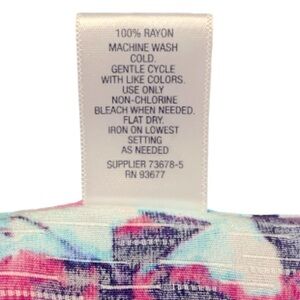 100% RAYON
MACHINE WASH
COLD.
GENTLE CYCLE
WITH LIKE COLORS.
USE ONLY
NON-CHLORINE
BLEACH WHEN NEEDED.
FLAT DRY.
IRON ON LOWEST
SETTING
AS NEEDED
SUPPLIER 73678-5
RN 93677